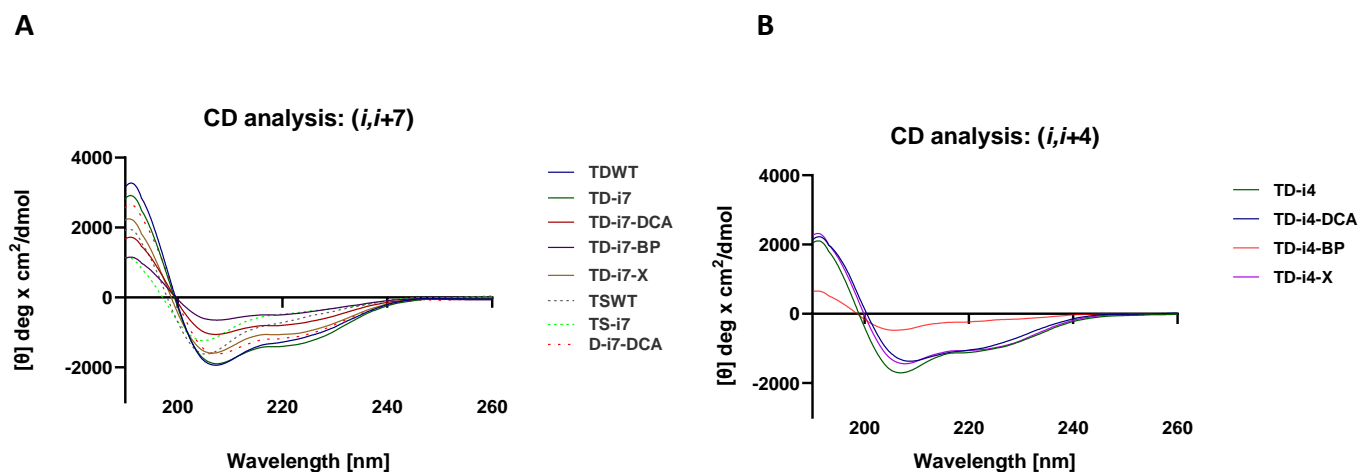 A
CD analysis: (i,i+7)
[θ] deg x cm²/dmol
4000
2000
0
-2000
200
220
240
260
Wavelength [nm]
TDWT
TD-i7
TD-i7-DCA
TD-i7-BP
TD-i7-X
TSWT
TS-i7
D-i7-DCA
B
CD analysis: (i,i+4)
[θ] deg x cm²/dmol
4000
2000
0
-2000
200
220
240
260
Wavelength [nm]
TD-i4
TD-i4-DCA
TD-i4-BP
TD-i4-X